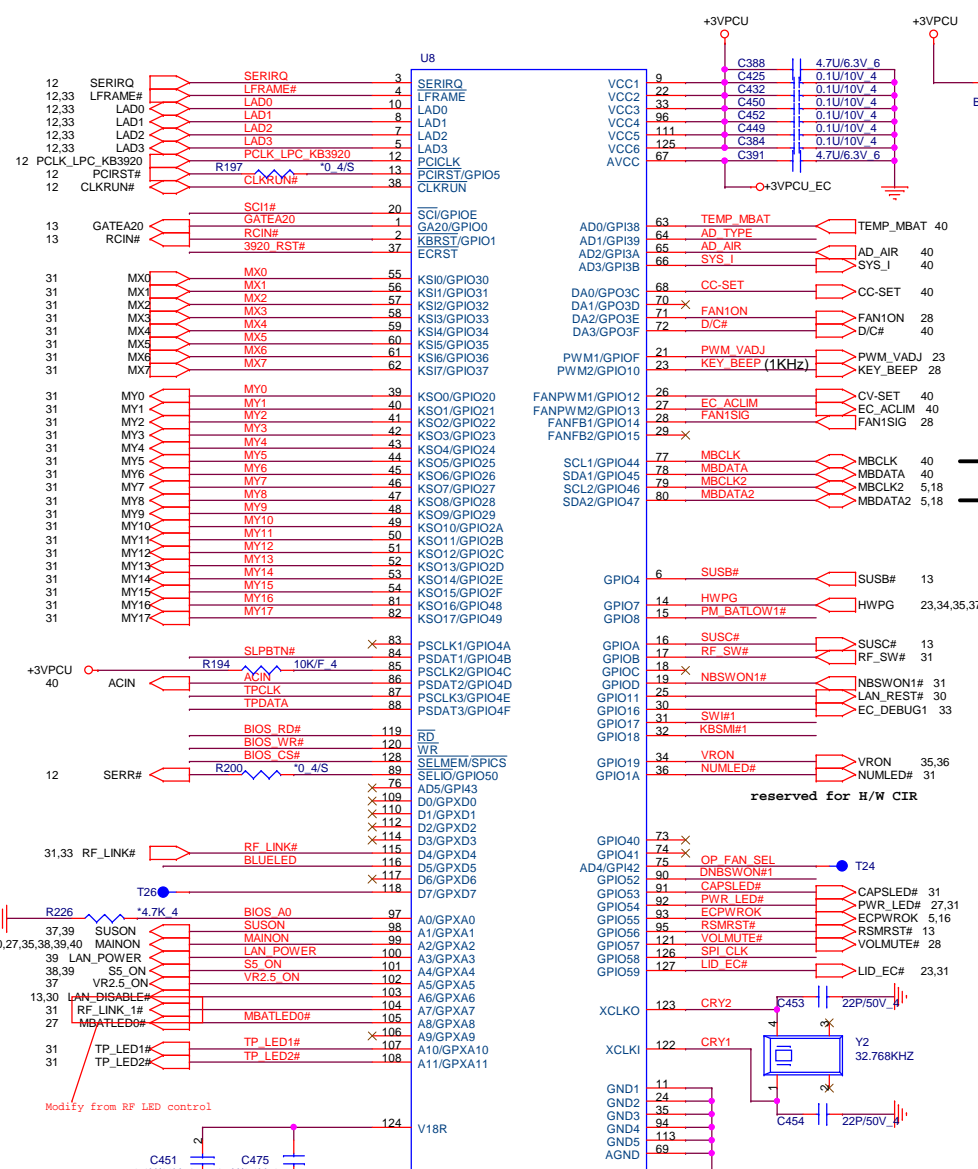 +3VPCU +3VPCU
U8
12 SERIRQ SERIRQ 3 SERIRQ
12,33 LFRAME# LFRAME# 4 LFRAME
12,33 LAD0 LAD0 10 LAD0
12,33 LAD1 LAD1 8 LAD1
12,33 LAD2 LAD2 7 LAD2
12,33 LAD3 LAD3 5 LAD3
12 PCLK_LPC_KB3920 PCLK_LPC_KB3920 12 PCICLK
12 PCIRST# R197 *0_4/S 13 PCIRST/GPIO5
12 CLKRUN# CLKRUN# 38 CLKRUN
VCC1 9 C388 4.7U/6.3V_6
VCC2 22 C425 0.1U/10V_4
VCC3 33 C432 0.1U/10V_4
VCC4 96 C450 0.1U/10V_4
VCC5 111 C452 0.1U/10V_4
VCC6 125 C449 0.1U/10V_4
AVCC 67 C384 0.1U/10V_4
C391 4.7U/6.3V_6
+3VPCU_EC
SCI1# 20 SCI/GPIOE
13 GATEA20 GATEA20 1 GA20/GPIO0
13 RCIN# RCIN# 2 KBRST/GPIO1
3920_RST# 37 ECRST
AD0/GPI38 63 TEMP_MBAT TEMP_MBAT 40
AD1/GPI39 64 AD_TYPE
AD2/GPI3A 65 AD_AIR AD_AIR 40
AD3/GPI3B 66 SYS_I SYS_I 40
31 MX0 MX0 55 KSI0/GPIO30
31 MX1 MX1 56 KSI1/GPIO31
31 MX2 MX2 57 KSI2/GPIO32
31 MX3 MX3 58 KSI3/GPIO33
31 MX4 MX4 59 KSI4/GPIO34
31 MX5 MX5 60 KSI5/GPIO35
31 MX6 MX6 61 KSI6/GPIO36
31 MX7 MX7 62 KSI7/GPIO37
DA0/GPO3C 68 CC-SET CC-SET 40
DA1/GPO3D 70
DA2/GPO3E 71 FAN1ON FAN1ON 28
DA3/GPO3F 72 D/C# D/C# 40
PWM1/GPIOF 21 PWM_VADJ PWM_VADJ 23
PWM2/GPIO10 23 KEY_BEEP (1KHz) KEY_BEEP 28
31 MY0 MY0 39 KSO0/GPIO20
31 MY1 MY1 40 KSO1/GPIO21
31 MY2 MY2 41 KSO2/GPIO22
31 MY3 MY3 42 KSO3/GPIO23
31 MY4 MY4 43 KSO4/GPIO24
31 MY5 MY5 44 KSO5/GPIO25
31 MY6 MY6 45 KSO6/GPIO26
31 MY7 MY7 46 KSO7/GPIO27
31 MY8 MY8 47 KSO8/GPIO28
31 MY9 MY9 48 KSO9/GPIO29
31 MY10 MY10 49 KSO10/GPIO2A
31 MY11 MY11 50 KSO11/GPIO2B
31 MY12 MY12 51 KSO12/GPIO2C
31 MY13 MY13 52 KSO13/GPIO2D
31 MY14 MY14 53 KSO14/GPIO2E
31 MY15 MY15 54 KSO15/GPIO2F
31 MY16 MY16 81 KSO16/GPIO48
31 MY17 MY17 82 KSO17/GPIO49
FANPWM1/GPIO12 26 CV-SET 40
FANPWM2/GPIO13 27 EC_ACLIM EC_ACLIM 40
FANFB1/GPIO14 28 FAN1SIG FAN1SIG 28
FANFB2/GPIO15 29
SCL1/GPIO44 77 MBCLK MBCLK 40
SDA1/GPIO45 78 MBDATA MBDATA 40
SCL2/GPIO46 79 MBCLK2 MBCLK2 5,18
SDA2/GPIO47 80 MBDATA2 MBDATA2 5,18
GPIO4 6 SUSB# SUSB# 13
GPIO7 14 HWPG HWPG 23,34,35,37
GPIO8 15 PM_BATLOW1#
83 PSCLK1/GPIO4A
SLPBTN# 84 PSDAT1/GPIO4B
+3VPCU R194 10K/F_4 85 PSCLK2/GPIO4C
40 ACIN ACIN 86 PSDAT2/GPIO4D
TPCLK 87 PSCLK3/GPIO4E
TPDATA 88 PSDAT3/GPIO4F
GPIOA 16 SUSC# SUSC# 13
GPIOB 17 RF_SW# RF_SW# 31
GPIOC 18
GPIOD 19 NBSWON1# NBSWON1# 31
GPIO11 25 LAN_REST# 30
GPIO16 30 EC_DEBUG1 33
GPIO17 31 SWI#1
GPIO18 32 KBSMI#1
BIOS_RD# 119 RD
BIOS_WR# 120 WR
BIOS_CS# 128 SELMEM/SPICS
12 SERR# R200 *0_4/S 89 SELIO/GPIO50
76 AD5/GPI43
109 D0/GPXD0
110 D1/GPXD1
112 D2/GPXD2
114 D3/GPXD3
31,33 RF_LINK# RF_LINK# 115 D4/GPXD4
BLUELED 116 D5/GPXD5
117 D6/GPXD6
T26 118 D7/GPXD7
GPIO19 34 VRON VRON 35,36
GPIO1A 36 NUMLED# NUMLED# 31
reserved for H/W CIR
GPIO40 73
GPIO41 74
AD4/GPI42 75 OP_FAN_SEL T24
GPIO52 90 DNBSWON#1
GPIO53 91 CAPSLED# CAPSLED# 31
GPIO54 92 PWR_LED# PWR_LED# 27,31
GPIO55 93 ECPWROK ECPWROK 5,16
GPIO56 95 RSMRST# RSMRST# 13
GPIO57 121 VOLMUTE# VOLMUTE# 28
GPIO58 126 SPI_CLK
GPIO59 127 LID_EC# LID_EC# 23,31
R226 *4.7K_4 BIOS_A0 97 A0/GPXA0
37,39 SUSON SUSON 98 A1/GPXA1
0,27,35,38,39,40 MAINON MAINON 99 A2/GPXA2
39 LAN_POWER LAN_POWER 100 A3/GPXA3
38,39 S5_ON S5_ON 101 A4/GPXA4
37 VR2.5_ON VR2.5_ON 102 A5/GPXA5
13,30 LAN_DISABLE# 103 A6/GPXA6
31 RF_LINK_1# 104 A7/GPXA7
27 MBATLED0# MBATLED0# 105 A8/GPXA8
106 A9/GPXA9
31 TP_LED1# TP_LED1# 107 A10/GPXA10
31 TP_LED2# TP_LED2# 108 A11/GPXA11
Modify from RF LED control
XCLKO 123 CRY2 C453 22P/50V_4
4 3
Y2
32.768KHZ
XCLKI 122 CRY1
1 2
C454 22P/50V_4
GND1 11
GND2 24
GND3 35
GND4 94
GND5 113
AGND 69
124 V18R
2
C451 C475